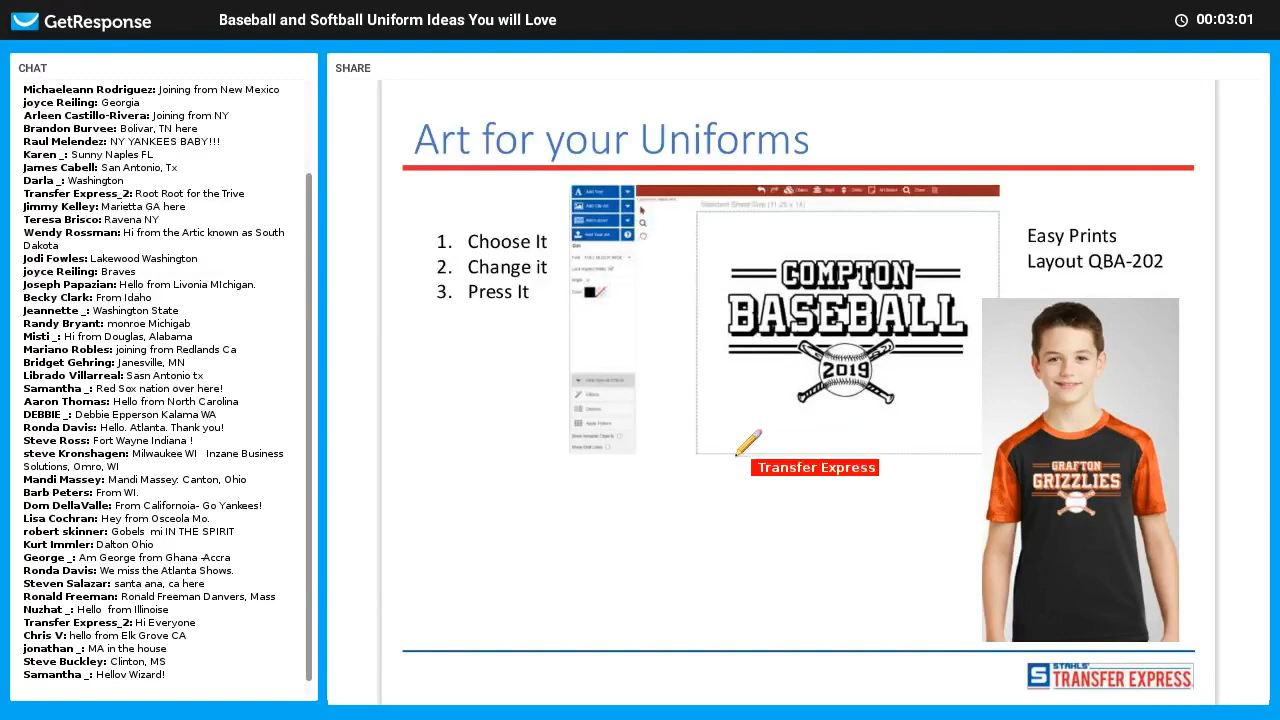 GetResponse
Baseball and Softball Uniform Ideas You will Love
00:03:01
CHAT
Michaeleann Rodriguez: Joining from New Mexico
joyce Reiling: Georgia
Arleen Castillo-Rivera: Joining from NY
Brandon Burvee: Bolivar, TN here
Raul Melendez: NY YANKEES BABY!!!
Karen _: Sunny Naples FL
James Cabell: San Antonio, Tx
Darla _: Washington
Transfer Express_2: Root Root for the Trive
Jimmy Kelley: Marietta GA here
Teresa Brisco: Ravena NY
Wendy Rossman: Hi from the Artic known as South
Dakota
Jodi Fowles: Lakewood Washington
joyce Reiling: Braves
Joseph Papazian: Hello from Livonia MIchigan.
Becky Clark: From Idaho
Jeannette _: Washington State
Randy Bryant: monroe Michigab
Misti _: Hi from Douglas, Alabama
Mariano Robles: joining from Redlands Ca
Bridget Gehring: Janesville, MN
Librado Villarreal: Sasn Antonio tx
Samantha _: Red Sox nation over here!
Aaron Thomas: Hello from North Carolina
DEBBIE _: Debbie Epperson Kalama WA
Ronda Davis: Hello. Atlanta. Thank you!
Steve Ross: Fort Wayne Indiana !
steve Kronshagen: Milwaukee WI Inzane Business
Solutions, Omro, WI
Mandi Massey: Mandi Massey: Canton, Ohio
Barb Peters: From WI.
Dom DellaValle: From Califorinia- Go Yankees!
Lisa Cochran: Hey from Osceola Mo.
robert skinner: Gobels mi IN THE SPIRIT
Kurt Immler: Dalton Ohio
George _: Am George from Ghana -Accra
Ronda Davis: We miss the Atlanta Shows.
Steven Salazar: santa ana, ca here
Ronald Freeman: Ronald Freeman Danvers, Mass
Nuzhat _: Hello from Illinoise
Transfer Express_2: Hi Everyone
Chris V: hello from Elk Grove CA
jonathan _: MA in the house
Steve Buckley: Clinton, MS
Samantha _: Hellov Wizard!
SHARE
Art for your Uniforms
1. Choose It
2. Change it
3. Press It
Standard Sheet Size (11.25 x 14)
COMPTON
BASEBALL
2019
Transfer Express
Easy Prints
Layout QBA-202
GRAFTON
GRIZZLIES
STAHLS'
TRANSFER EXPRESS